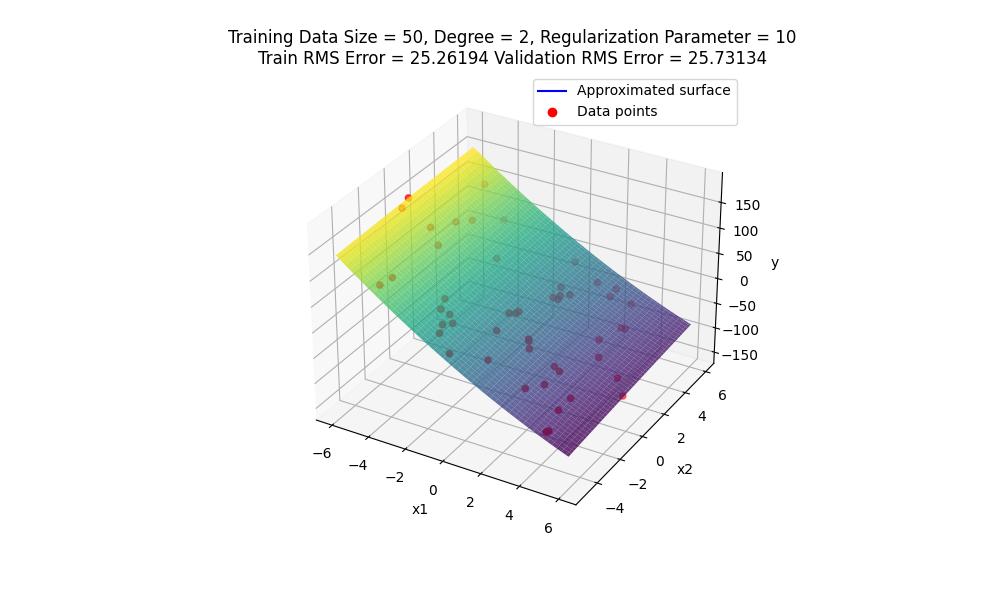 Training Data Size = 50, Degree = 2, Regularization Parameter = 10
Train RMS Error = 25.26194 Validation RMS Error = 25.73134
Approximated surface
Data points
150
100
50
0
−50
−100
−150
y
6
4
2
0
−2
−4
x2
−6
−4
−2
0
2
4
6
x1